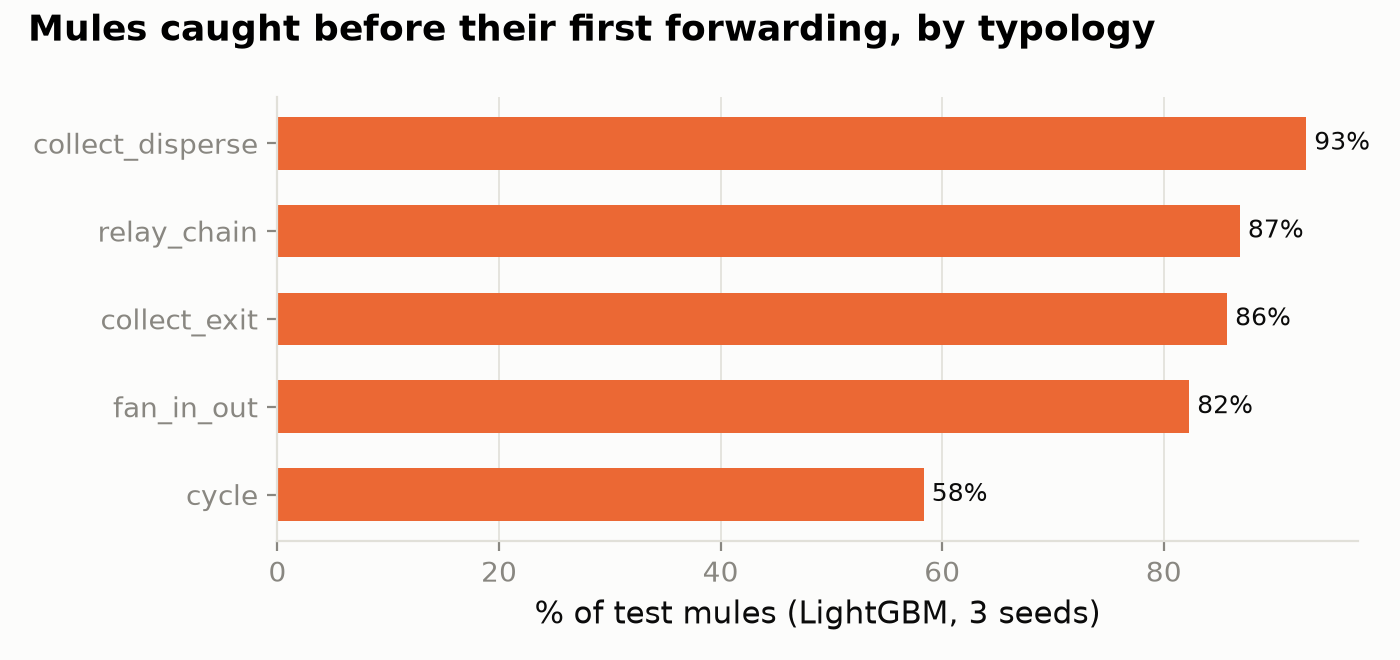 Mules caught before their first forwarding, by typology
collect_disperse 93%
relay_chain 87%
collect_exit 86%
fan_in_out 82%
cycle 58%
0 20 40 60 80
% of test mules (LightGBM, 3 seeds)